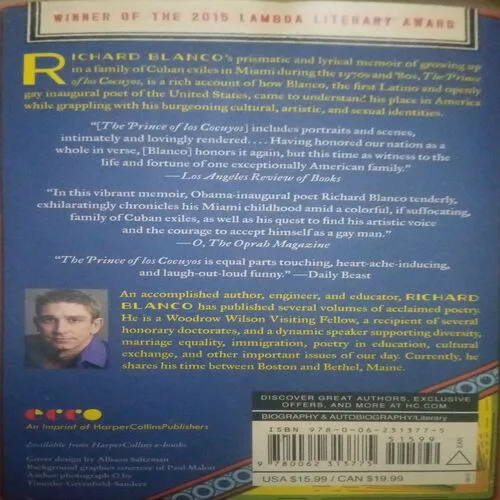 WINNER OF THE 2015 LAMBDA LITERARY AWARD
RICHARD BLANCO's prismatic and lyrical memoir of growing up
in a family of Cuban exiles in Miami during the 1970s and '80s, The Prince
of los Cocuyos, is a rich account of how Blanco, the first Latino and openly
gay inaugural poet of the United States, came to understand his place in America
while grappling with his burgeoning cultural, artistic, and sexual identities.
"[The Prince of los Cocuyos] includes portraits and scenes,
intimately and lovingly rendered. . . . Having honored our nation as a
whole in verse, [Blanco] honors it again, but this time as witness to the
life and fortune of one exceptionally American family."
—Los Angeles Review of Books
"In this vibrant memoir, Obama-inaugural poet Richard Blanco tenderly,
exhilaratingly chronicles his Miami childhood amid a colorful, if suffocating,
family of Cuban exiles, as well as his quest to find his artistic voice
and the courage to accept himself as a gay man."
—O, The Oprah Magazine
"The Prince of los Cocuyos is equal parts touching, heart-ache-inducing,
and laugh-out-loud funny." —Daily Beast
An accomplished author, engineer, and educator, RICHARD
BLANCO has published several volumes of acclaimed poetry.
He is a Woodrow Wilson Visiting Fellow, a recipient of several
honorary doctorates, and a dynamic speaker supporting diversity,
marriage equality, immigration, poetry in education, cultural
exchange, and other important issues of our day. Currently, he
shares his time between Boston and Bethel, Maine.
ecco
An Imprint of HarperCollinsPublishers
Available from HarperCollins e-books
Cover design by Allison Saltzman
Background graphics courtesy of Paul Malon
Author photograph © by
Timothy Greenfield-Sanders
DISCOVER GREAT AUTHORS, EXCLUSIVE
OFFERS, AND MORE AT HC.COM.
BIOGRAPHY & AUTOBIOGRAPHY/Literary
ISBN 978-0-06-231377-5
51599
EAN
9 780062 313775
USA $15.99 / CAN $19.99